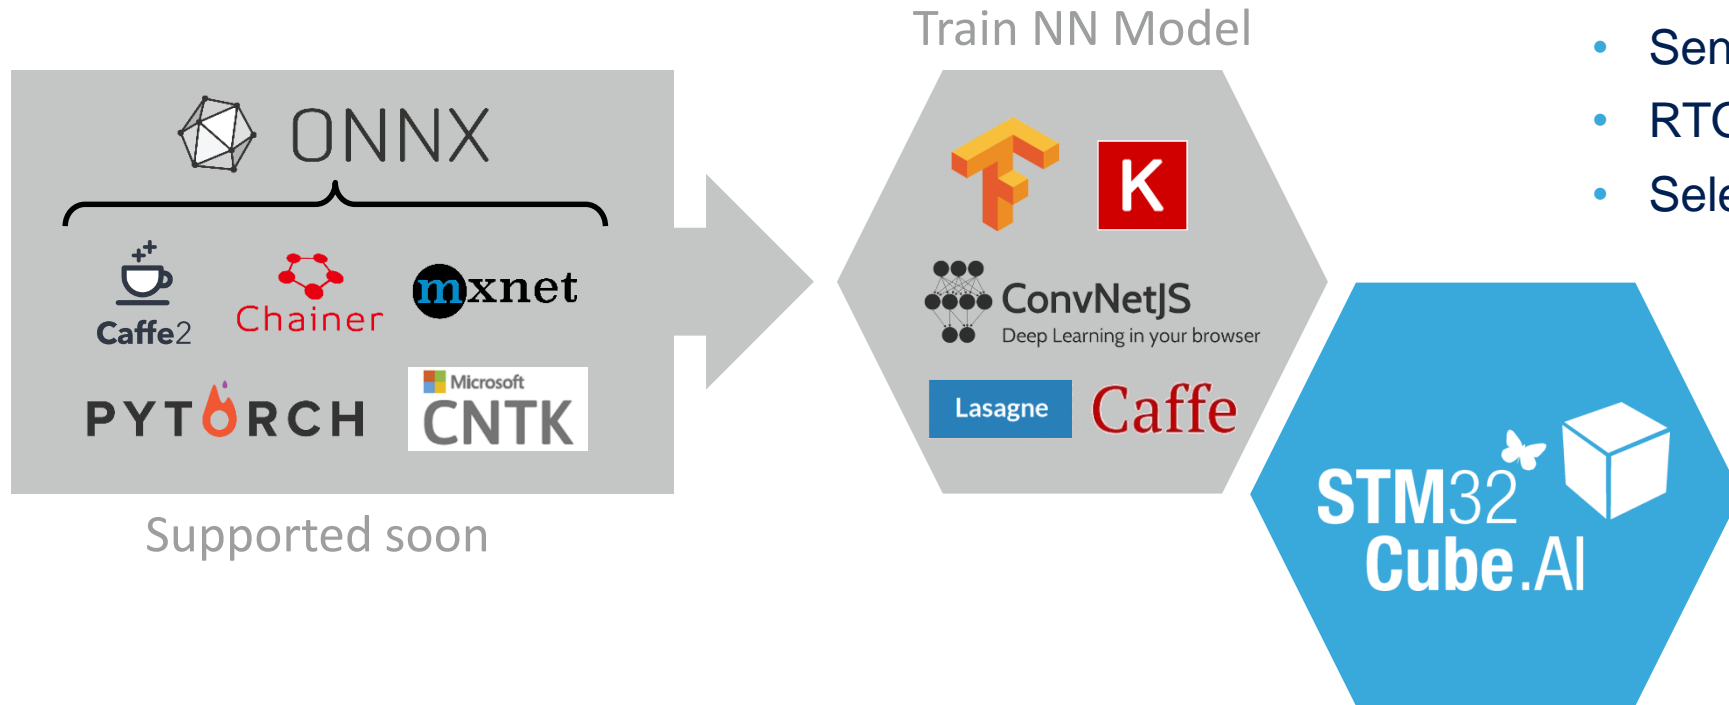 Train NN Model
ONNX
Caffe2
Chainer
mxnet
PYTORCH
Microsoft
CNTK
Supported soon
K
ConvNetJS
Deep Learning in your browser
Lasagne
Caffe
STM32
Cube.AI